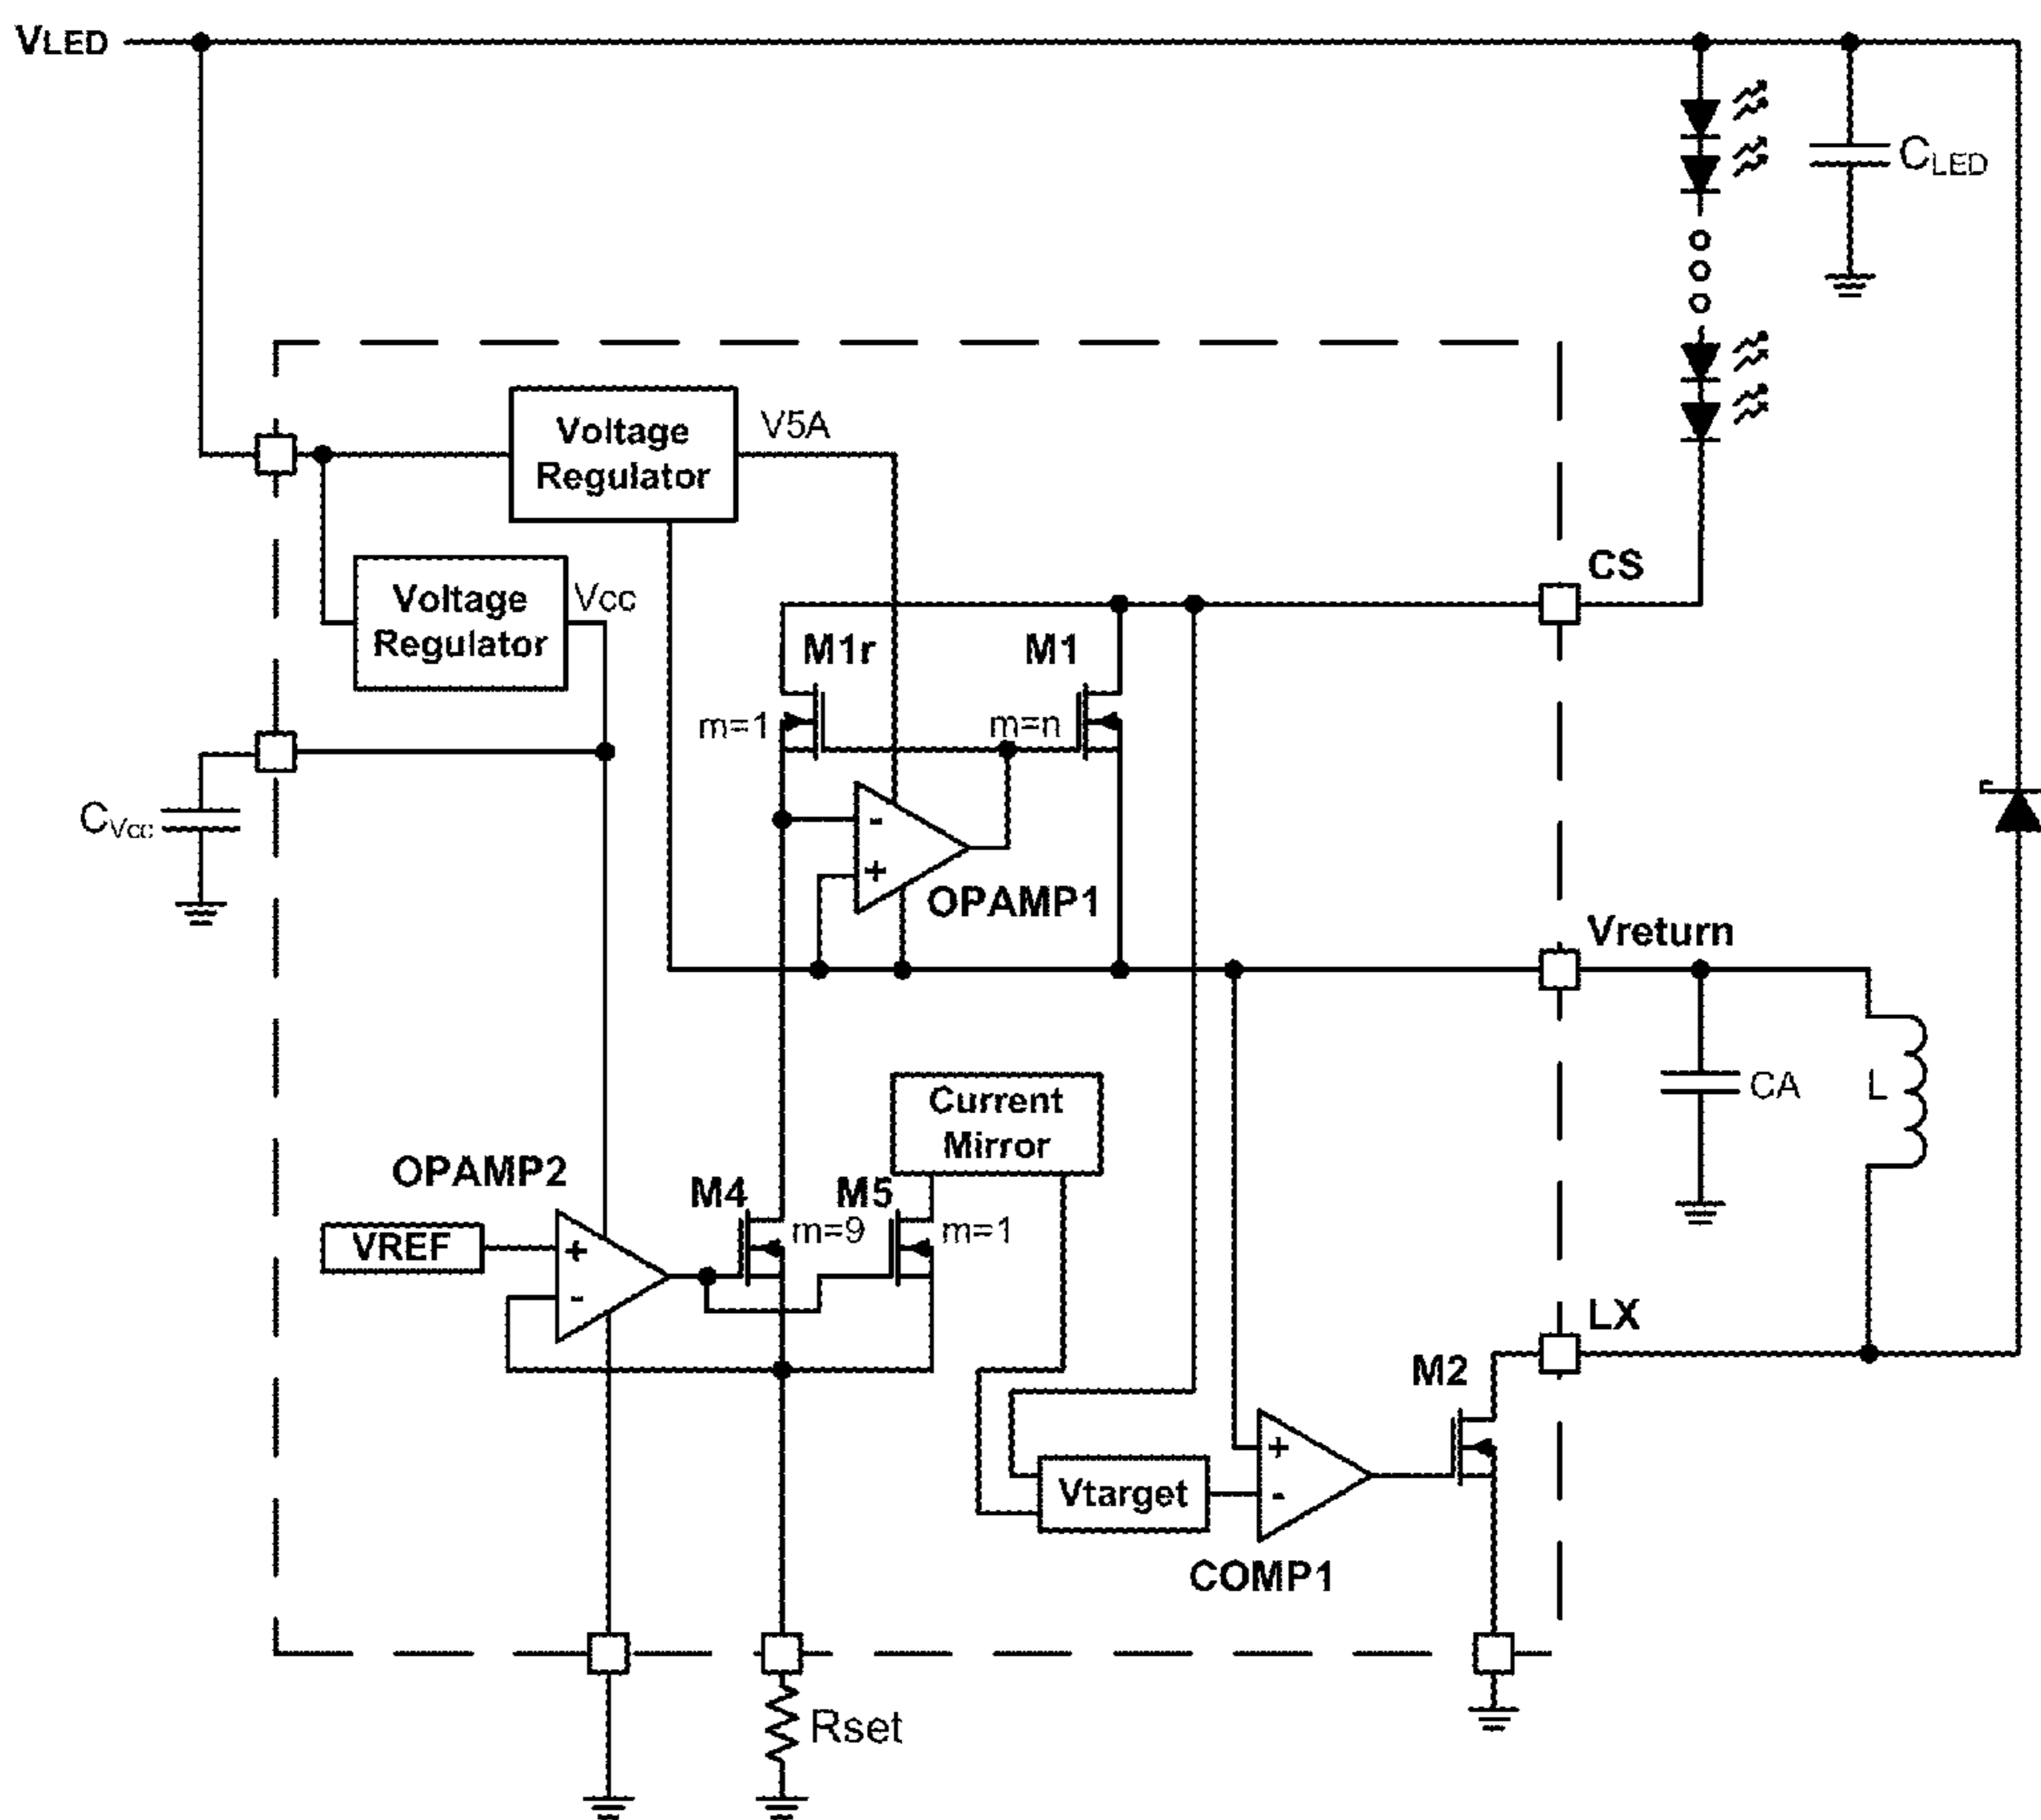 VLED
CLED
Voltage
Regulator
V5A
Voltage
Regulator
Vcc
CS
M1r
M1
m=1
m=n
CVcc
-
+
OPAMP1
Vreturn
Current
Mirror
CA
L
OPAMP2
M4
M5
m=9
m=1
VREF
+
-
LX
M2
+
Vtarget
-
COMP1
Rset